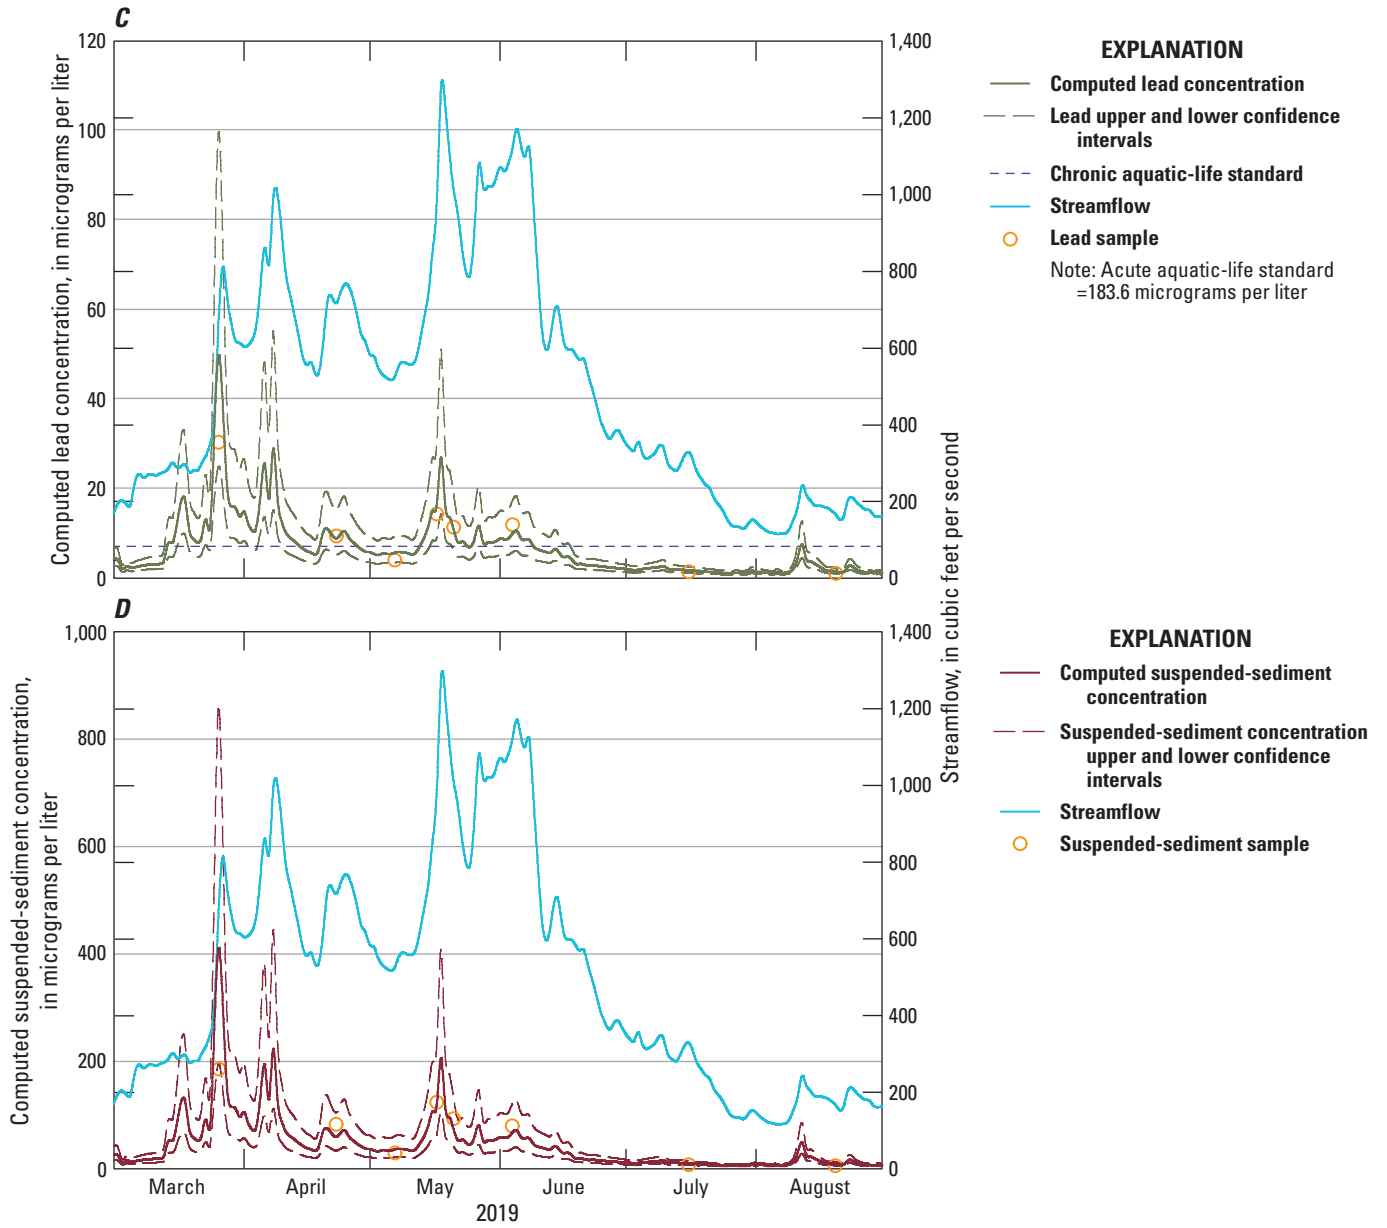 C
Computed lead concentration, in micrograms per liter
120
100
80
60
40
20
0
1,400
1,200
1,000
800
600
400
200
0
EXPLANATION
Computed lead concentration
Lead upper and lower confidence
intervals
Chronic aquatic-life standard
Streamflow
Lead sample
Note: Acute aquatic-life standard
=183.6 micrograms per liter
Streamflow, in cubic feet per second
D
Computed suspended-sediment concentration,
in micrograms per liter
1,000
800
600
400
200
0
1,400
1,200
1,000
800
600
400
200
0
March
April
May
June
July
August
2019
EXPLANATION
Computed suspended-sediment
concentration
Suspended-sediment concentration
upper and lower confidence
intervals
Streamflow
Suspended-sediment sample